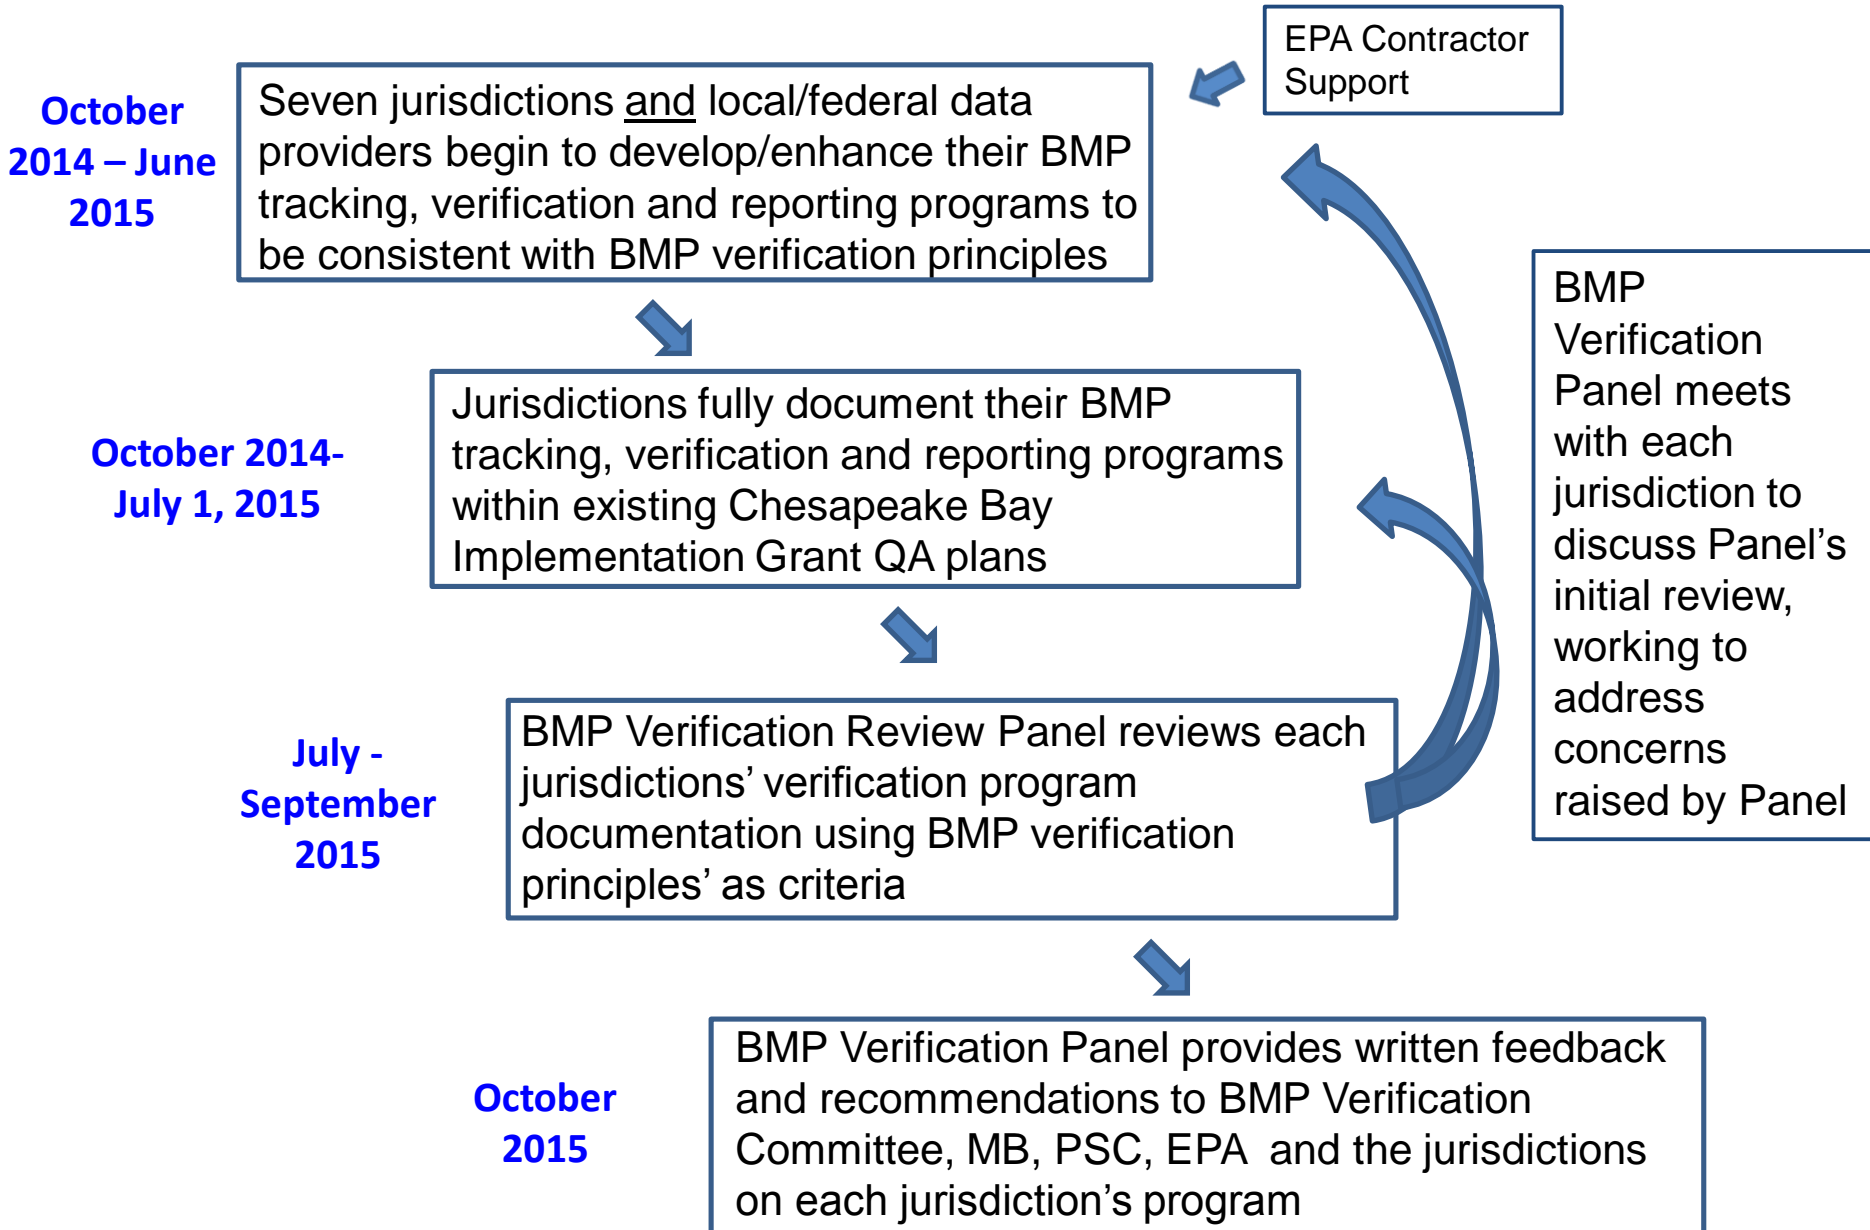 EPA Contractor
Support
October
2014 – June
2015
Seven jurisdictions and local/federal data
providers begin to develop/enhance their BMP
tracking, verification and reporting programs to
be consistent with BMP verification principles
October 2014-
July 1, 2015
Jurisdictions fully document their BMP
tracking, verification and reporting programs
within existing Chesapeake Bay
Implementation Grant QA plans
BMP
Verification
Panel meets
with each
jurisdiction to
discuss Panel’s
initial review,
working to
address
concerns
raised by Panel
July -
September
2015
BMP Verification Review Panel reviews each
jurisdictions’ verification program
documentation using BMP verification
principles’ as criteria
October
2015
BMP Verification Panel provides written feedback
and recommendations to BMP Verification
Committee, MB, PSC, EPA  and the jurisdictions
on each jurisdiction’s program